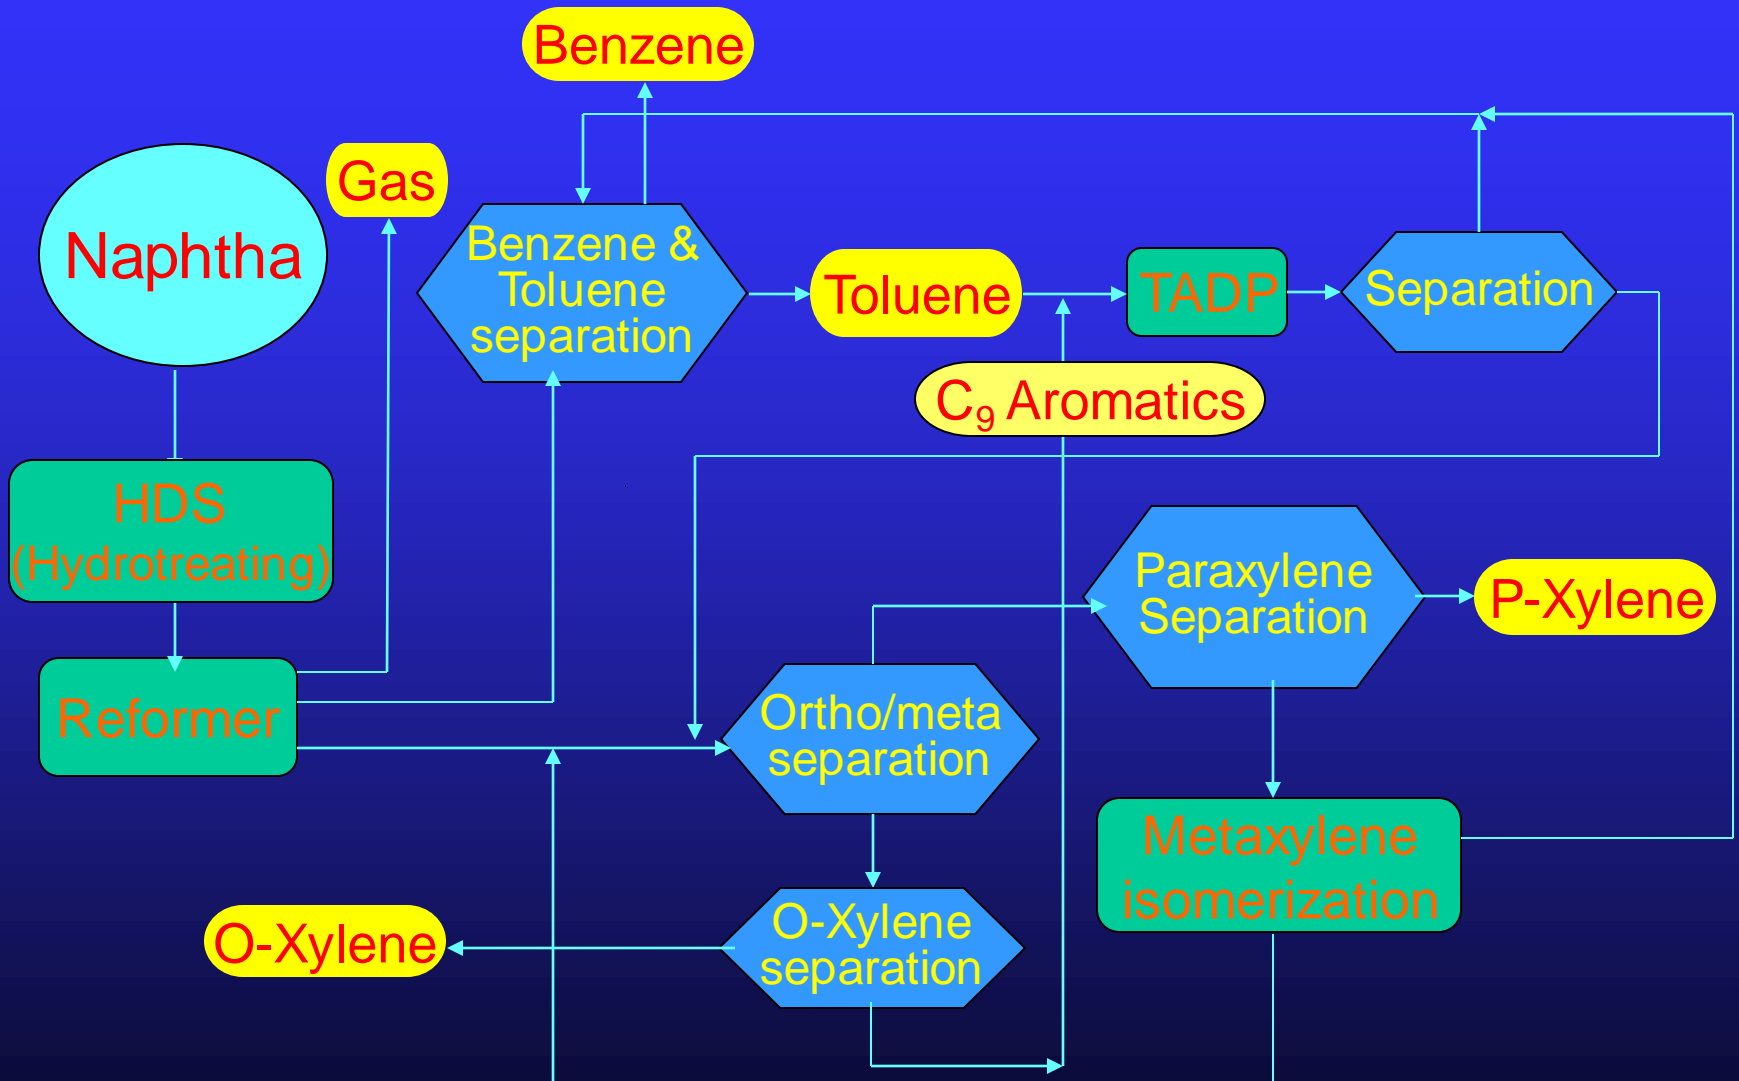 Benzene
Gas
Naphtha
Benzene &
Toluene
separation
Toluene
TADP
Separation
C₉ Aromatics
HDS
(Hydrotreating)
Paraxylene
Separation
P-Xylene
Reformer
Ortho/meta
separation
Metaxylene
isomerization
O-Xylene
O-Xylene
separation